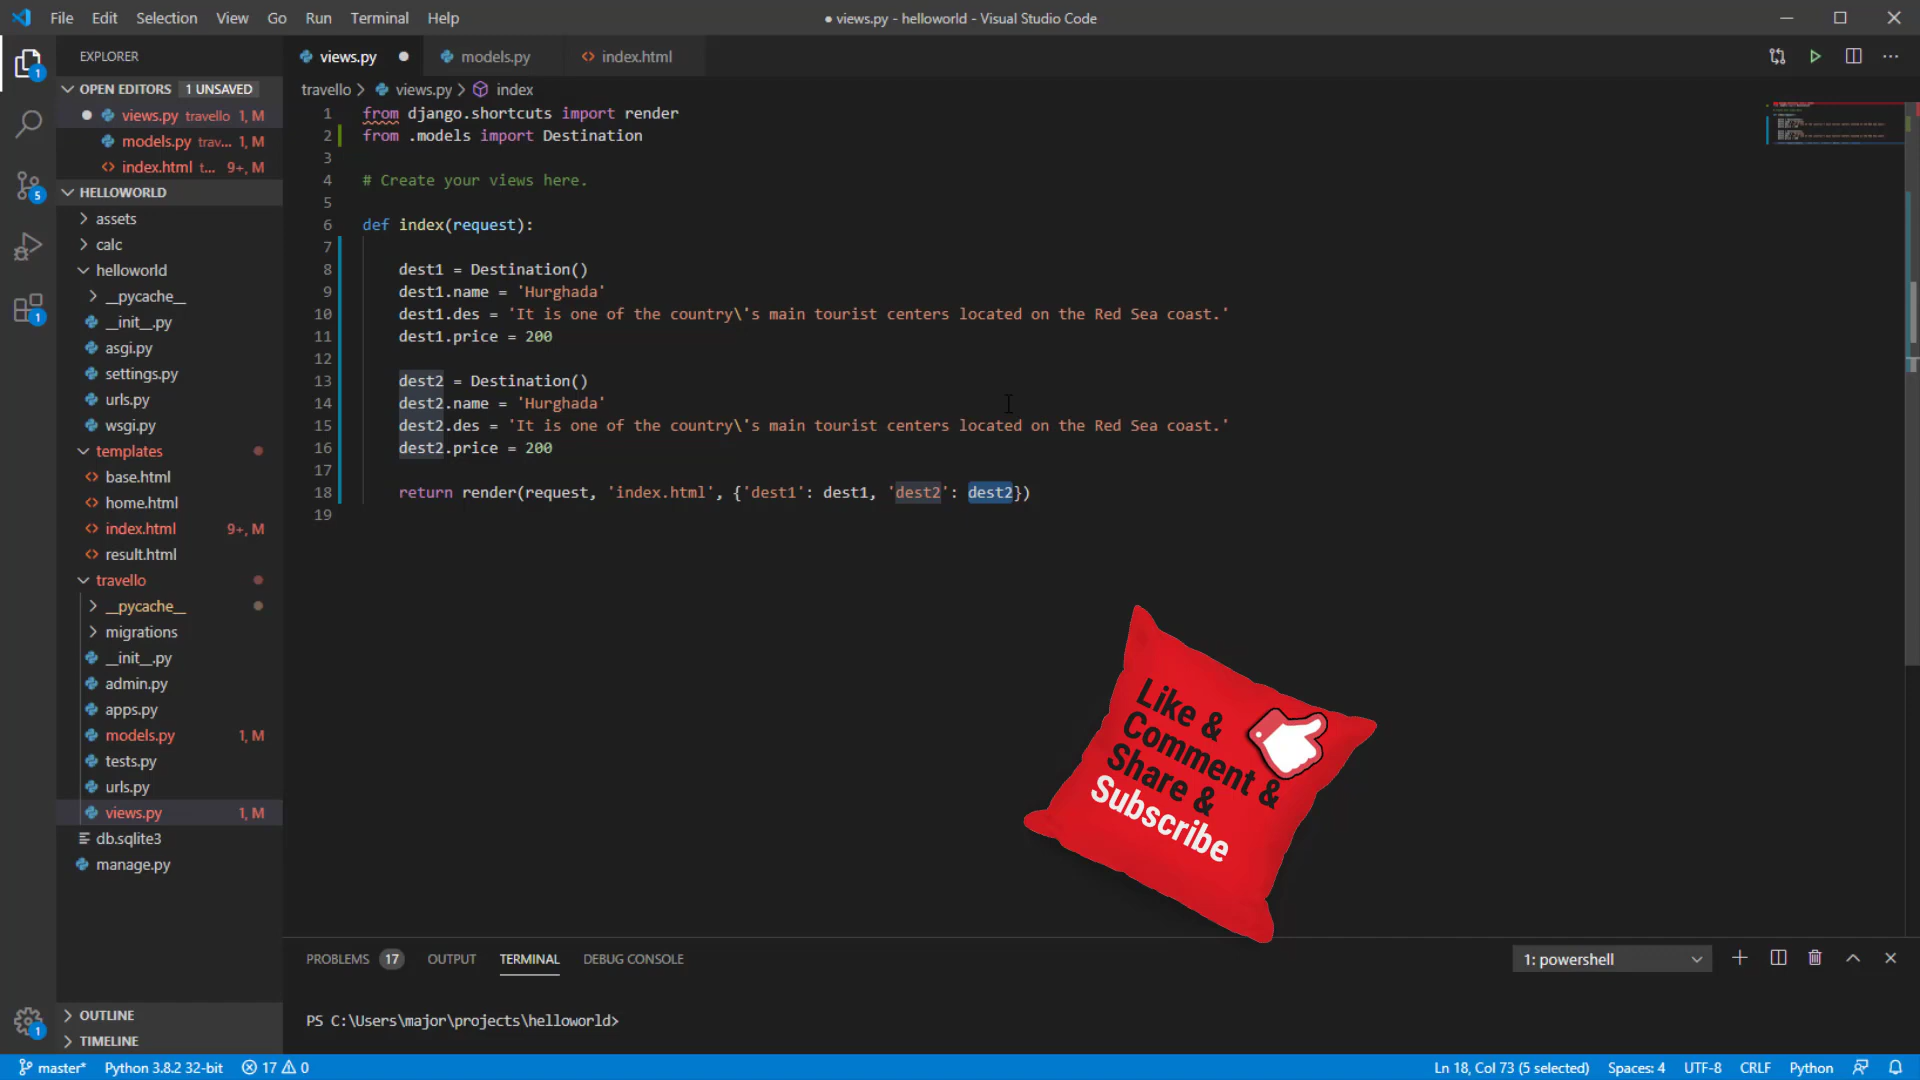 File Edit Selection View Go Run Terminal Help
● views.py - helloworld - Visual Studio Code
EXPLORER
OPEN EDITORS 1 UNSAVED
views.py travello 1, M
models.py trav... 1, M
index.html t... 9+, M
HELLOWORLD
assets
calc
helloworld
__pycache__
__init__.py
asgi.py
settings.py
urls.py
wsgi.py
templates
base.html
home.html
index.html 9+, M
result.html
travello
__pycache__
migrations
__init__.py
admin.py
apps.py
models.py 1, M
tests.py
urls.py
views.py 1, M
db.sqlite3
manage.py
OUTLINE
TIMELINE
1
5
1
1
views.py models.py index.html
travello > views.py > index
1 from django.shortcuts import render
2 from .models import Destination
3
4 # Create your views here.
5
6 def index(request):
7
8 dest1 = Destination()
9 dest1.name = 'Hurghada'
10 dest1.des = 'It is one of the country\'s main tourist centers located on the Red Sea coast.'
11 dest1.price = 200
12
13 dest2 = Destination()
14 dest2.name = 'Hurghada'
15 dest2.des = 'It is one of the country\'s main tourist centers located on the Red Sea coast.'
16 dest2.price = 200
17
18 return render(request, 'index.html', {'dest1': dest1, 'dest2': dest2})
19
Like &
Comment &
Share &
Subscribe
PROBLEMS 17 OUTPUT TERMINAL DEBUG CONSOLE
1: powershell
PS C:\Users\major\projects\helloworld>
master* Python 3.8.2 32-bit 17 0
Ln 18, Col 73 (5 selected) Spaces: 4 UTF-8 CRLF Python